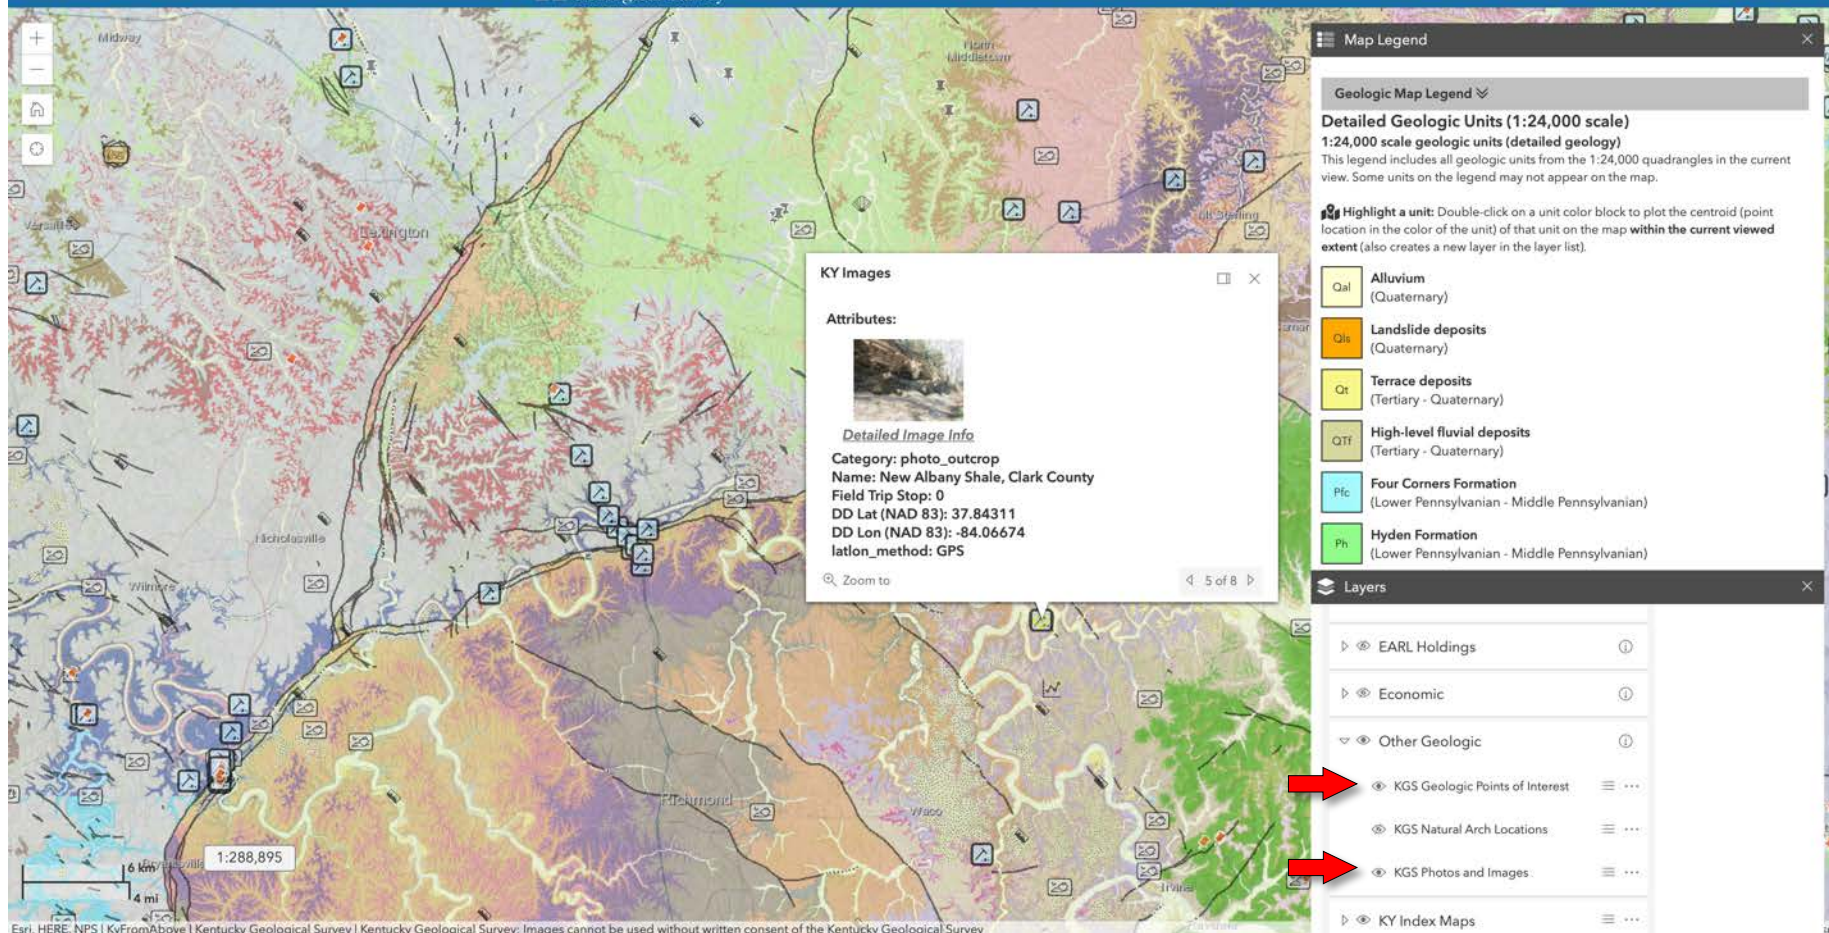 Midway
North
Middletown
Versailles
Lexington
Mt Sterling
Nicholasville
Wilmore
Richmond
Waco
Irvine
1:288,895
6 km
4 mi
Esri, HERE, NPS | KyFromAbove | Kentucky Geological Survey | Kentucky Geological Survey: Images cannot be used without written consent of the Kentucky Geological Survey
KY Images
Attributes:
Detailed Image Info
Category: photo_outcrop
Name: New Albany Shale, Clark County
Field Trip Stop: 0
DD Lat (NAD 83): 37.84311
DD Lon (NAD 83): -84.06674
latlon_method: GPS
Zoom to
5 of 8
Map Legend
Geologic Map Legend
Detailed Geologic Units (1:24,000 scale)
1:24,000 scale geologic units (detailed geology)
This legend includes all geologic units from the 1:24,000 quadrangles in the current
view. Some units on the legend may not appear on the map.
Highlight a unit: Double-click on a unit color block to plot the centroid (point
location in the color of the unit) of that unit on the map within the current viewed
extent (also creates a new layer in the layer list).
Qal Alluvium
(Quaternary)
Qls Landslide deposits
(Quaternary)
Qt Terrace deposits
(Tertiary - Quaternary)
QTf High-level fluvial deposits
(Tertiary - Quaternary)
Pfc Four Corners Formation
(Lower Pennsylvanian - Middle Pennsylvanian)
Ph Hyden Formation
(Lower Pennsylvanian - Middle Pennsylvanian)
Layers
EARL Holdings
Economic
Other Geologic
KGS Geologic Points of Interest
KGS Natural Arch Locations
KGS Photos and Images
KY Index Maps